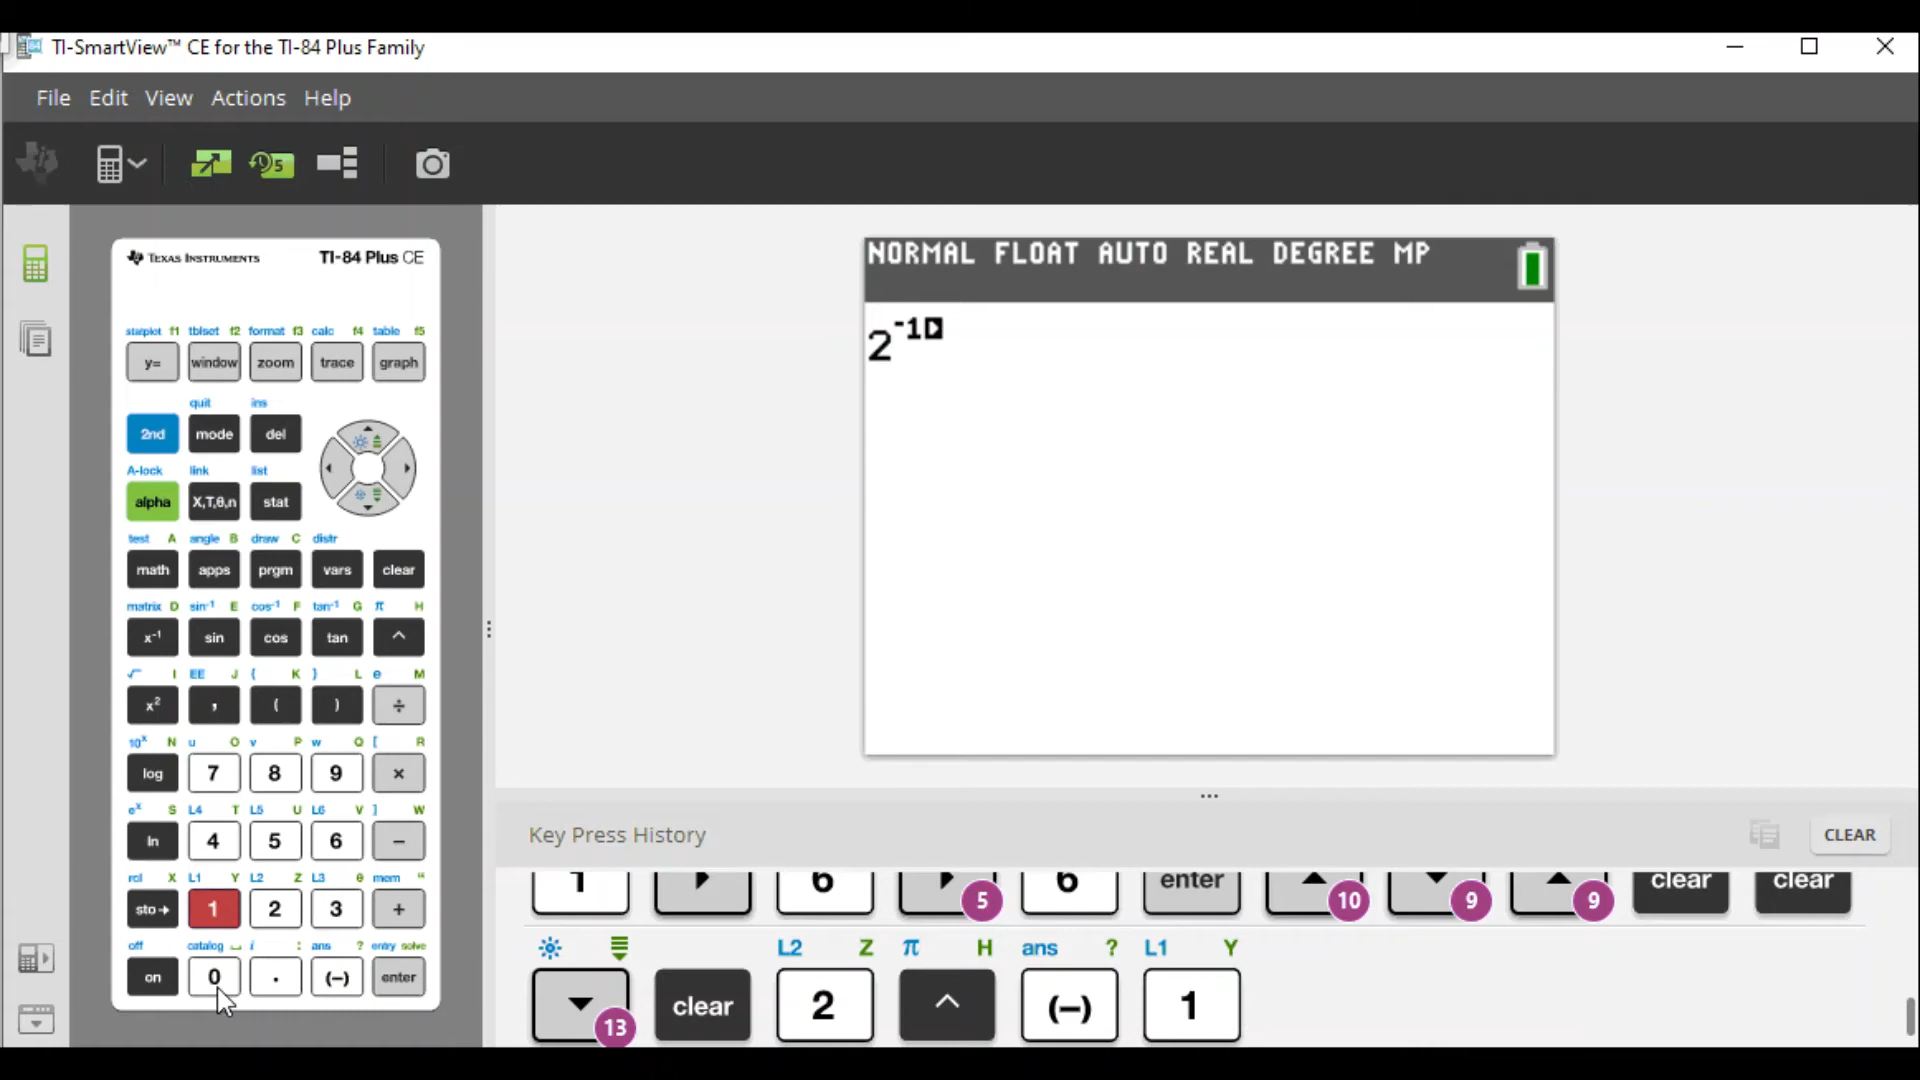 TI-SmartView™ CE for the TI-84 Plus Family
File Edit View Actions Help
5
TEXAS INSTRUMENTS TI-84 Plus CE
statplot f1 tblset f2 format f3 calc f4 table f5
y= window zoom trace graph
quit ins
2nd mode del
A-lock link list
alpha X,T,θ,n stat
test A angle B draw C distr
math apps prgm vars clear
matrix D sin⁻¹ E cos⁻¹ F tan⁻¹ G π H
x⁻¹ sin cos tan ^
√ I EE J { K } L e M
x² , ( ) ÷
10ˣ N u O v P w Q [ R
log 7 8 9 ×
eˣ S L4 T L5 U L6 V ] W
ln 4 5 6 −
rcl X L1 Y L2 Z L3 θ mem "
sto→ 1 2 3 +
off catalog ⎵ i : ans ? entry solve
on 0 . (−) enter
NORMAL FLOAT AUTO REAL DEGREE MP
2⁻¹
Key Press History
CLEAR
1 6 5 6 enter 10 9 9 clear clear
L2 Z π H ans ? L1 Y
13 clear 2 ^ (−) 1